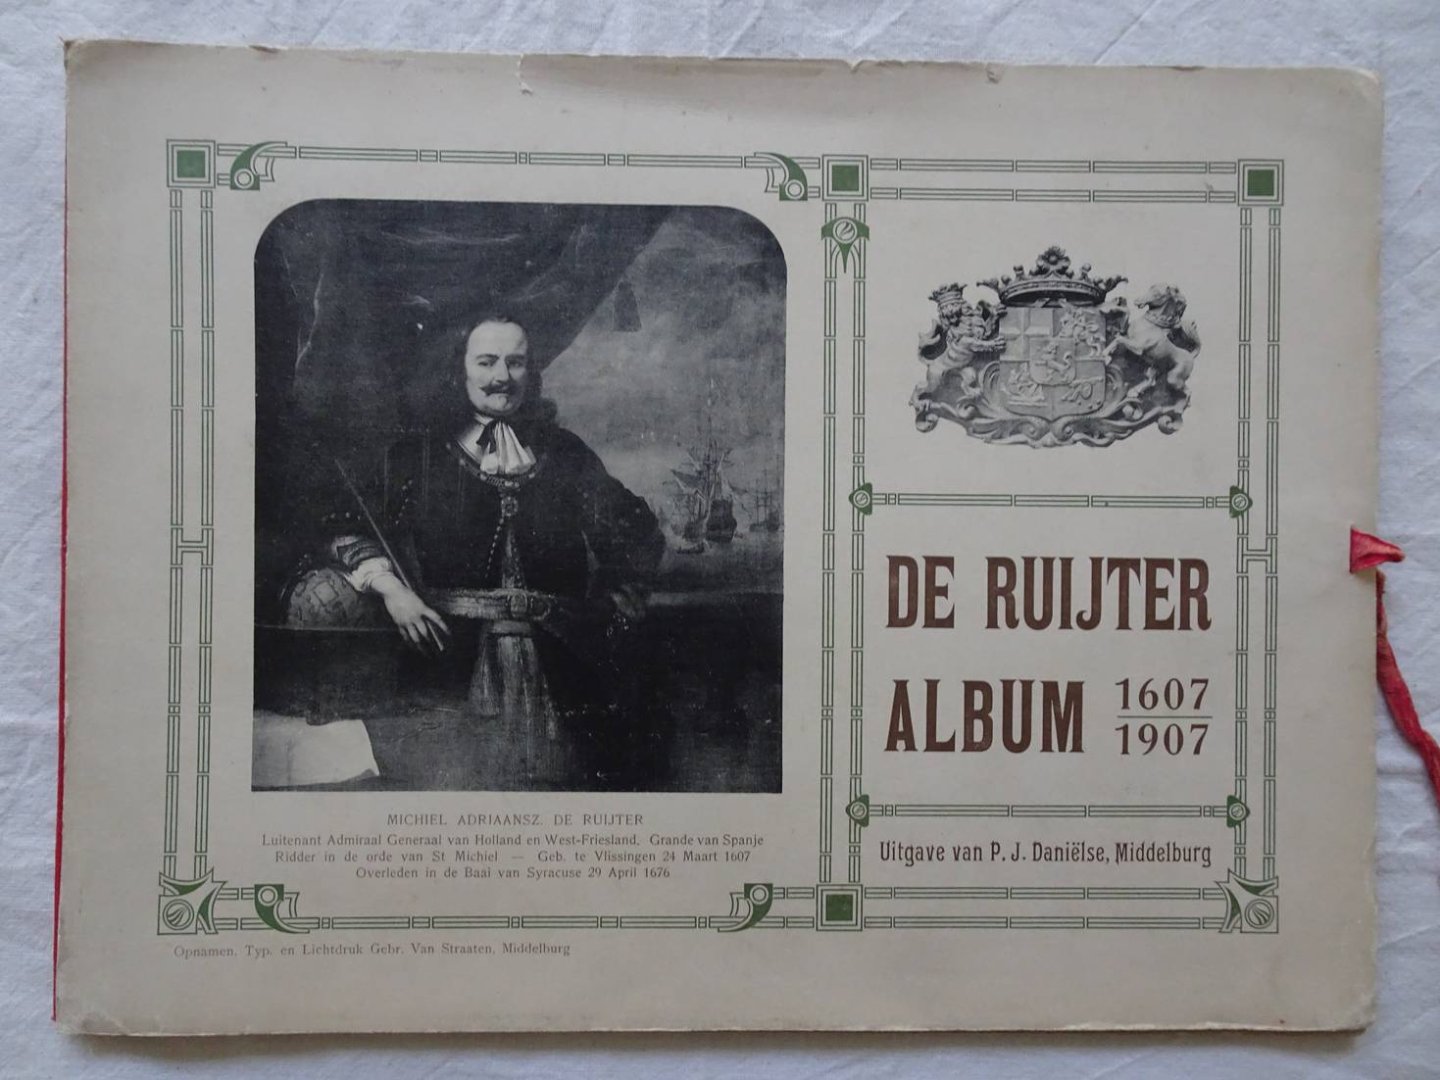 DE RUIJTER
ALBUM 1607
1907
Uitgave van P. J. Daniëlse, Middelburg
MICHIEL ADRIAANSZ. DE RUIJTER
Luitenant Admiraal Generaal van Holland en West-Friesland. Grande van Spanje
Ridder in de orde van St Michiel — Geb. te Vlissingen 24 Maart 1607
Overleden in de Baai van Syracuse 29 April 1676
Opnamen. Typ. en Lichtdruk Gebr. Van Straaten, Middelburg